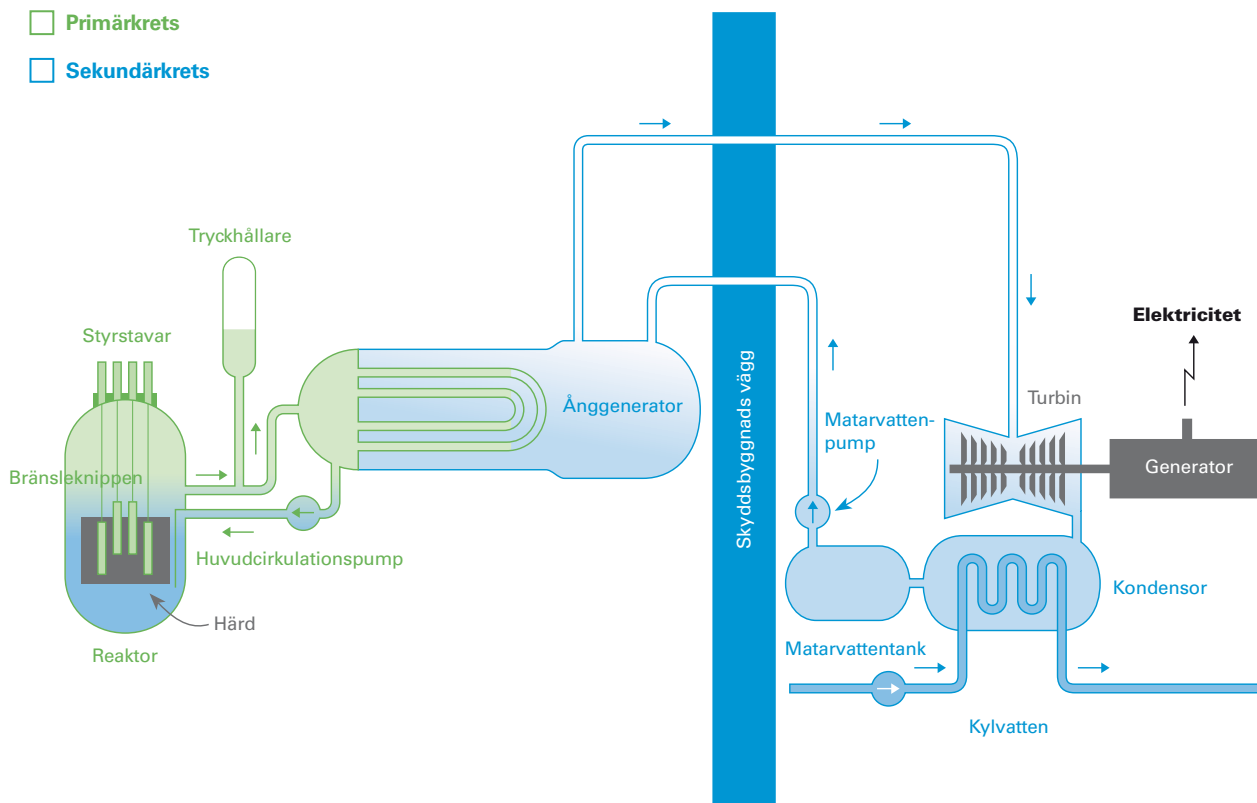 Primärkrets
Sekundärkrets
Tryckhållare
Styrstavar
Bränsleknippen
Härd
Reaktor
Huvudcirkulationspump
Ånggenerator
Skyddsbyggnads vägg
Matarvatten-
pump
Matarvattentank
Turbin
Elektricitet
Generator
Kondensor
Kylvatten